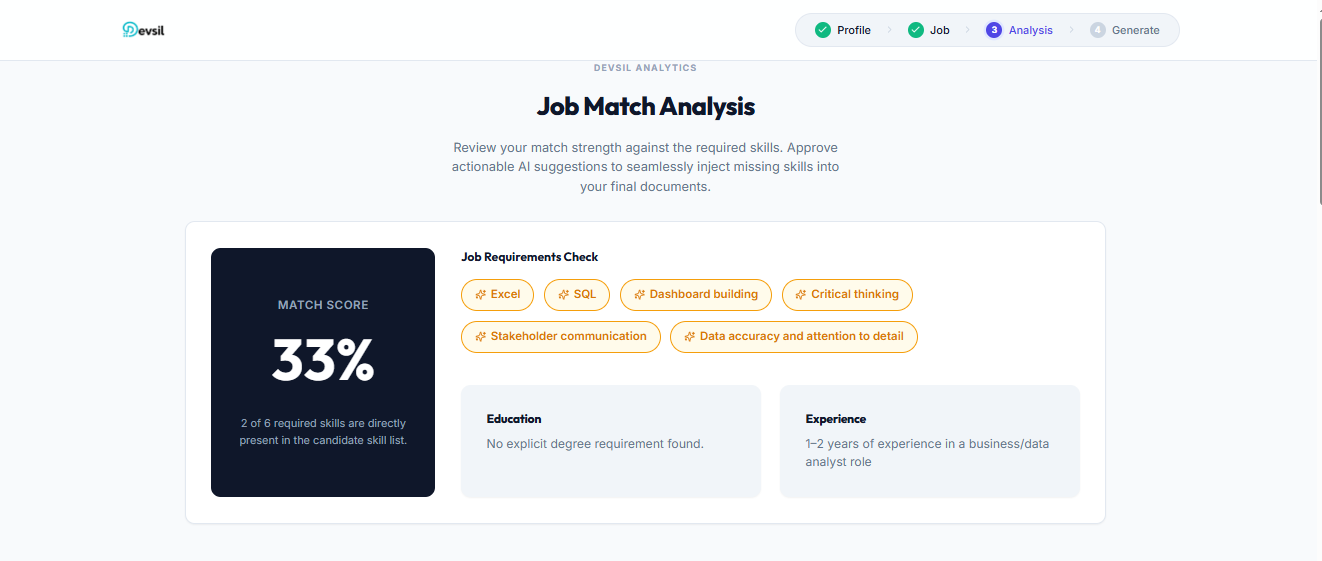 Devsil
Profile
Job
3 Analysis
4 Generate
DEVSIL ANALYTICS
Job Match Analysis
Review your match strength against the required skills. Approve
actionable AI suggestions to seamlessly inject missing skills into
your final documents.
MATCH SCORE
33%
2 of 6 required skills are directly
present in the candidate skill list.
Job Requirements Check
Excel
SQL
Dashboard building
Critical thinking
Stakeholder communication
Data accuracy and attention to detail
Education
No explicit degree requirement found.
Experience
1–2 years of experience in a business/data
analyst role